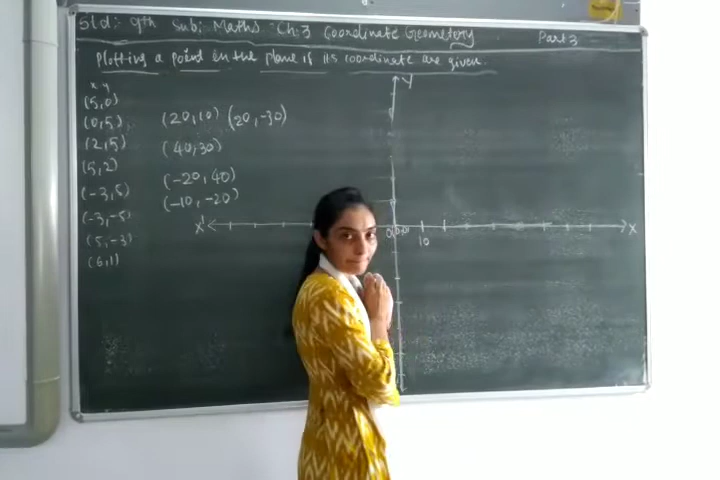 Std:- 9th Sub:- Maths Ch:3 Coordinate Geometery Part 3
Plotting a point in the plane if its coordinate are given.
x y
(5,0)
(0,5)
(2,5)
(5,2)
(-3,5)
(-3,-5)
(5,-3)
(6,1)
(20,10) (20,-30)
(40,30)
(-20,40)
(-10,-20)
Y
X'
0
10
X